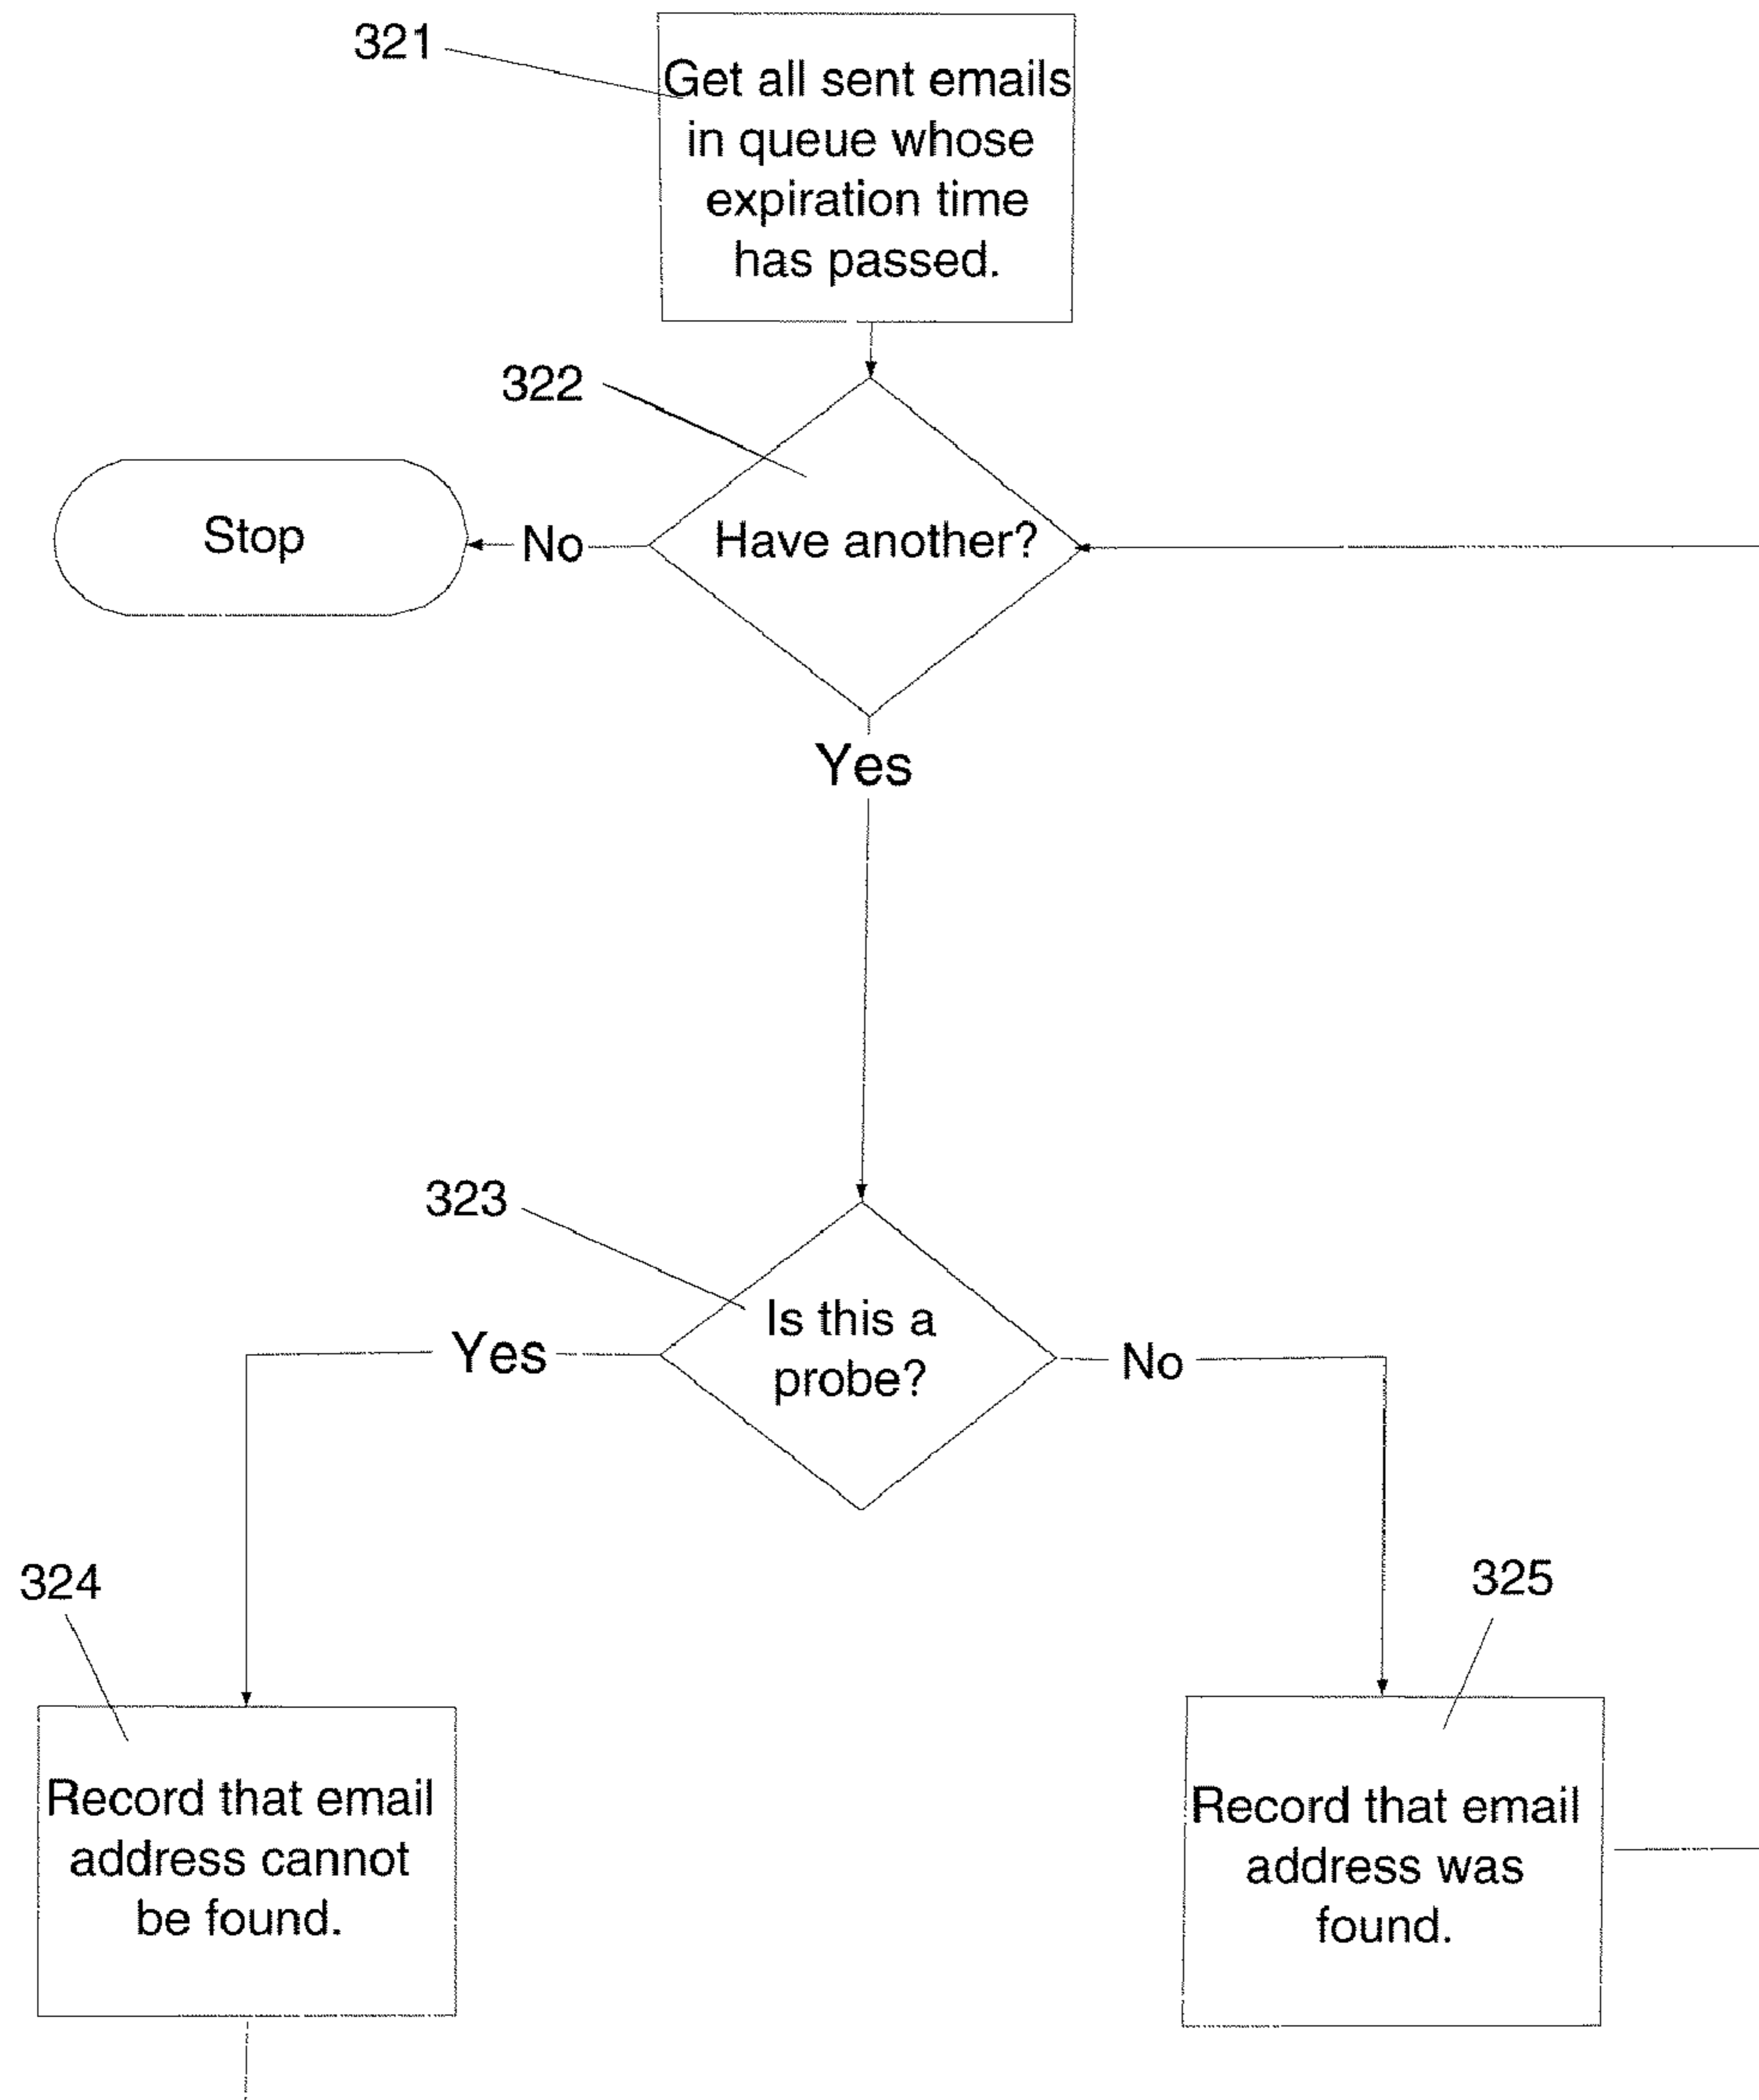 321
Get all sent emails
in queue whose
expiration time
has passed.
322
Stop
No
Have another?
Yes
323
Is this a
probe?
Yes
No
324
325
Record that email
address cannot
be found.
Record that email
address was
found.